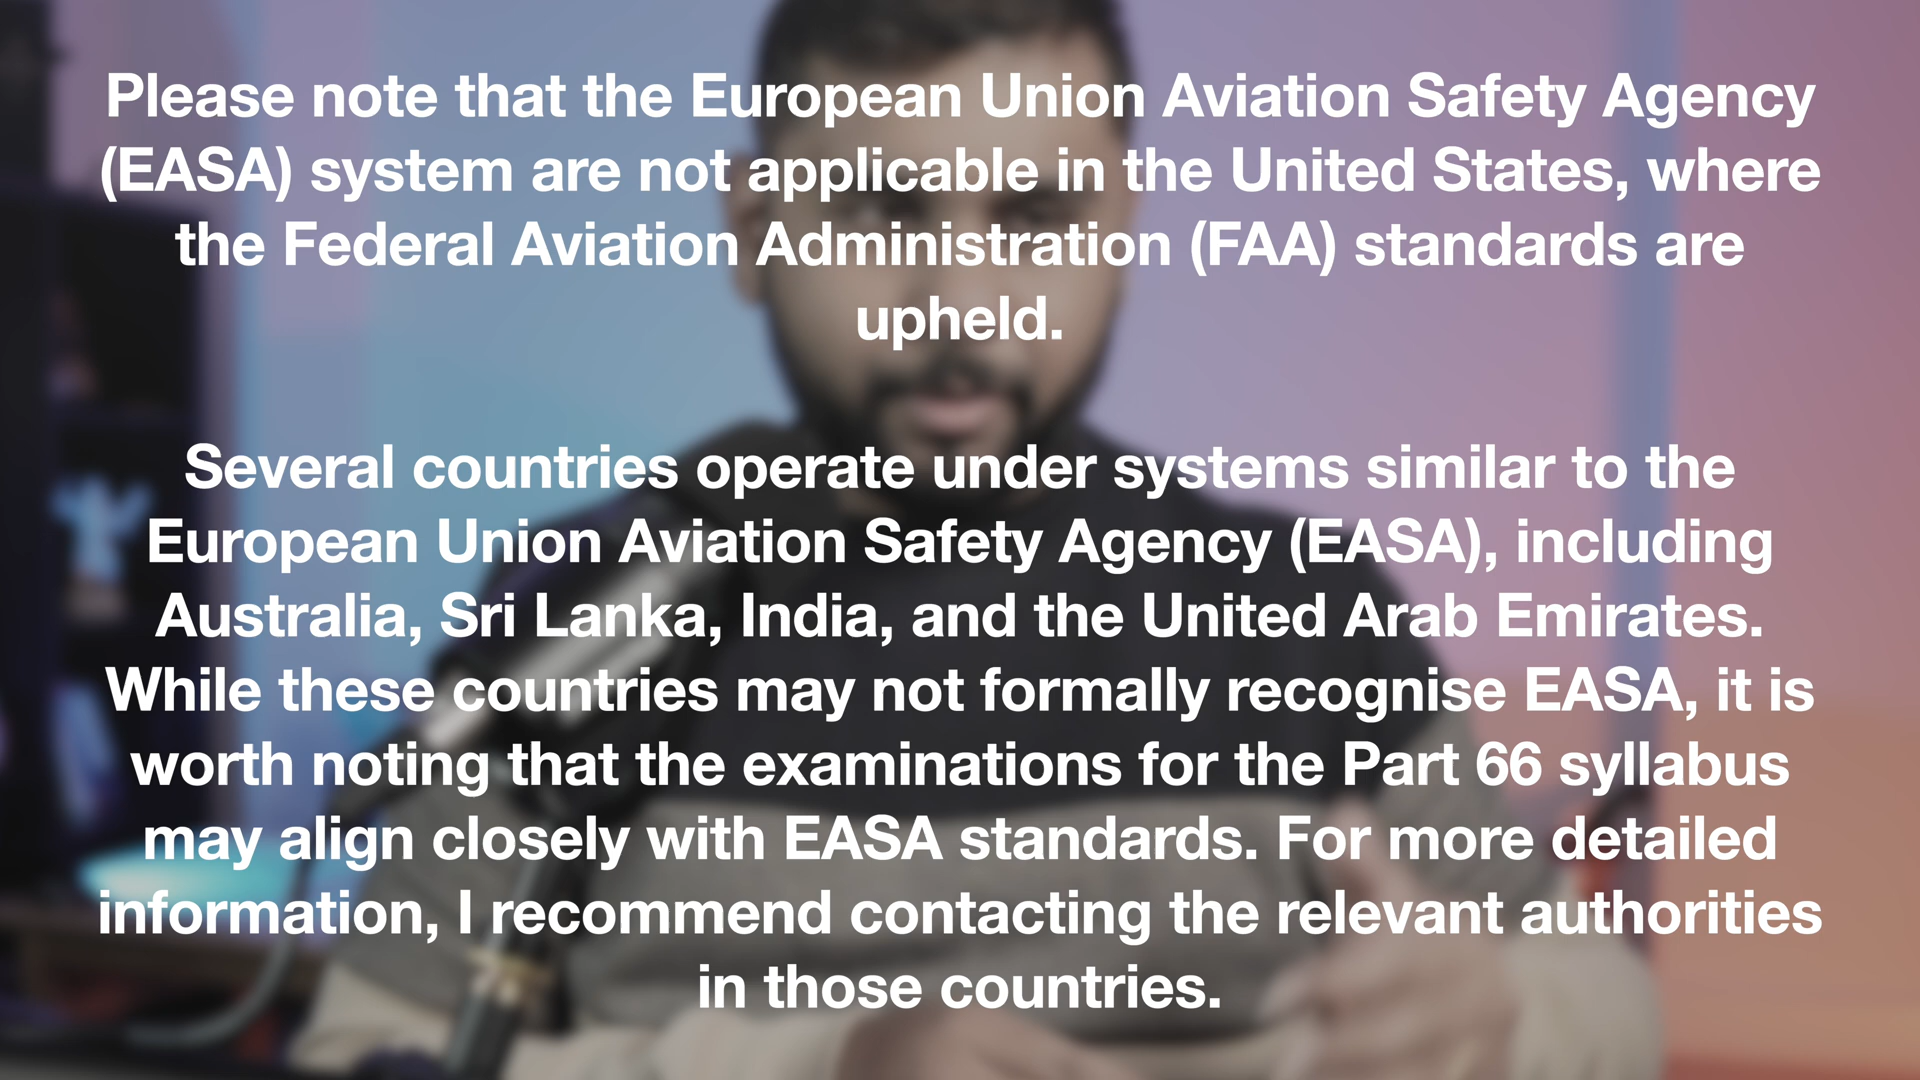 Please note that the European Union Aviation Safety Agency
(EASA) system are not applicable in the United States, where
the Federal Aviation Administration (FAA) standards are
upheld.
Several countries operate under systems similar to the
European Union Aviation Safety Agency (EASA), including
Australia, Sri Lanka, India, and the United Arab Emirates.
While these countries may not formally recognise EASA, it is
worth noting that the examinations for the Part 66 syllabus
may align closely with EASA standards. For more detailed
information, I recommend contacting the relevant authorities
in those countries.